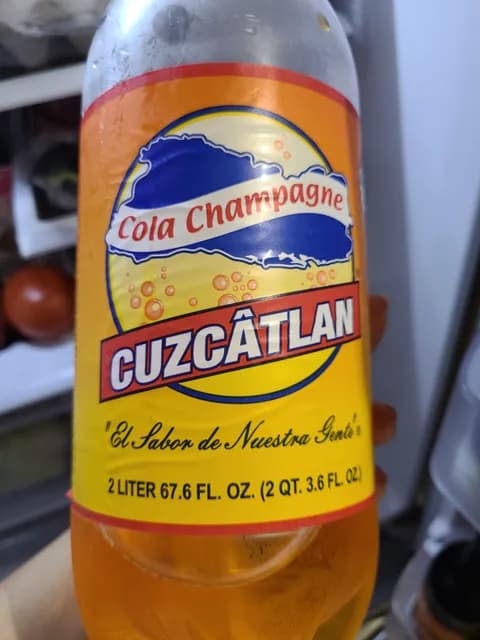 Cola Champagne
CUZCÂTLAN
"El Sabor de Nuestra Gente"
2 LITER 67.6 FL. OZ. (2 QT. 3.6 FL. OZ.)